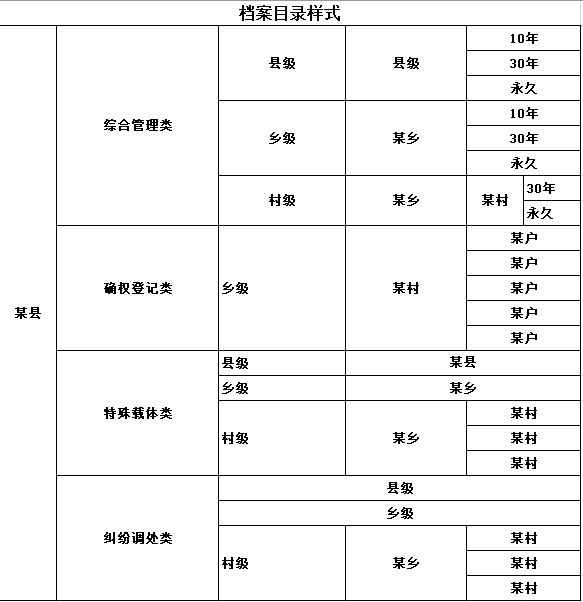 档案目录样式
某县
综合管理类
县级
县级
10年
30年
永久
乡级
某乡
10年
30年
永久
村级
某乡
某村
30年
永久
确权登记类
乡级
某村
某户
某户
某户
某户
某户
特殊载体类
县级
某县
乡级
某乡
村级
某乡
某村
某村
某村
纠纷调处类
县级
乡级
村级
某乡
某村
某村
某村